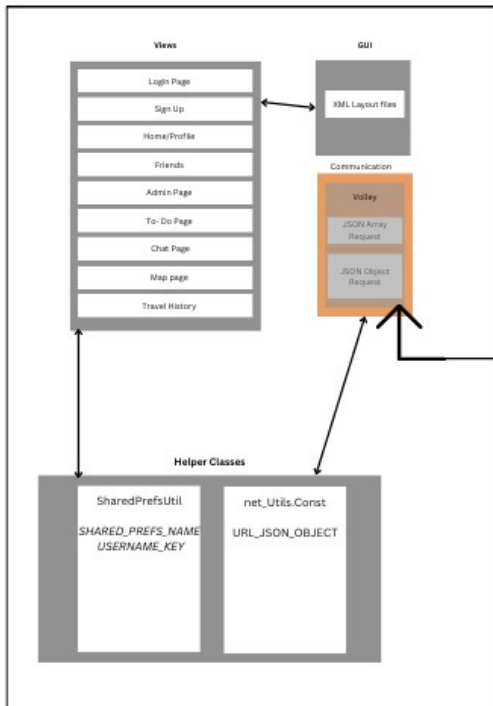 Views
Login Page
Sign Up
Home/Profile
Friends
Admin Page
To- Do Page
Chat Page
Map page
Travel History
GUI
XML Layout files
Communication
Volley
JSON Array
Request
JSON Object
Request
Helper Classes
SharedPrefsUtil
SHARED_PREFS_NAME
USERNAME_KEY
net_Utils.Const
URL_JSON_OBJECT